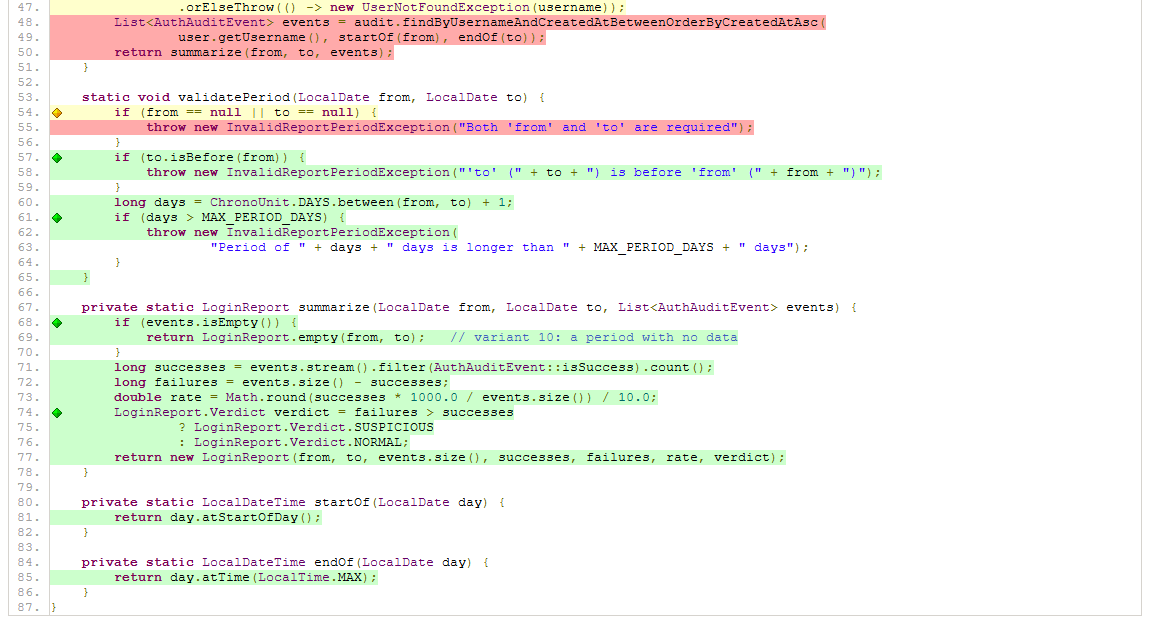 47. .orElseThrow(() -> new UserNotFoundException(username));
48. List<AuthAuditEvent> events = audit.findByUsernameAndCreatedAtBetweenOrderByCreatedAtAsc(
49. user.getUsername(), startOf(from), endOf(to));
50. return summarize(from, to, events);
51. }
52.
53. static void validatePeriod(LocalDate from, LocalDate to) {
54. if (from == null || to == null) {
55. throw new InvalidReportPeriodException("Both 'from' and 'to' are required");
56. }
57. if (to.isBefore(from)) {
58. throw new InvalidReportPeriodException("'to' (" + to + ") is before 'from' (" + from + ")");
59. }
60. long days = ChronoUnit.DAYS.between(from, to) + 1;
61. if (days > MAX_PERIOD_DAYS) {
62. throw new InvalidReportPeriodException(
63. "Period of " + days + " days is longer than " + MAX_PERIOD_DAYS + " days");
64. }
65. }
66.
67. private static LoginReport summarize(LocalDate from, LocalDate to, List<AuthAuditEvent> events) {
68. if (events.isEmpty()) {
69. return LoginReport.empty(from, to);   // variant 10: a period with no data
70. }
71. long successes = events.stream().filter(AuthAuditEvent::isSuccess).count();
72. long failures = events.size() - successes;
73. double rate = Math.round(successes * 1000.0 / events.size()) / 10.0;
74. LoginReport.Verdict verdict = failures > successes
75. ? LoginReport.Verdict.SUSPICIOUS
76. : LoginReport.Verdict.NORMAL;
77. return new LoginReport(from, to, events.size(), successes, failures, rate, verdict);
78. }
79.
80. private static LocalDateTime startOf(LocalDate day) {
81. return day.atStartOfDay();
82. }
83.
84. private static LocalDateTime endOf(LocalDate day) {
85. return day.atTime(LocalTime.MAX);
86. }
87. }